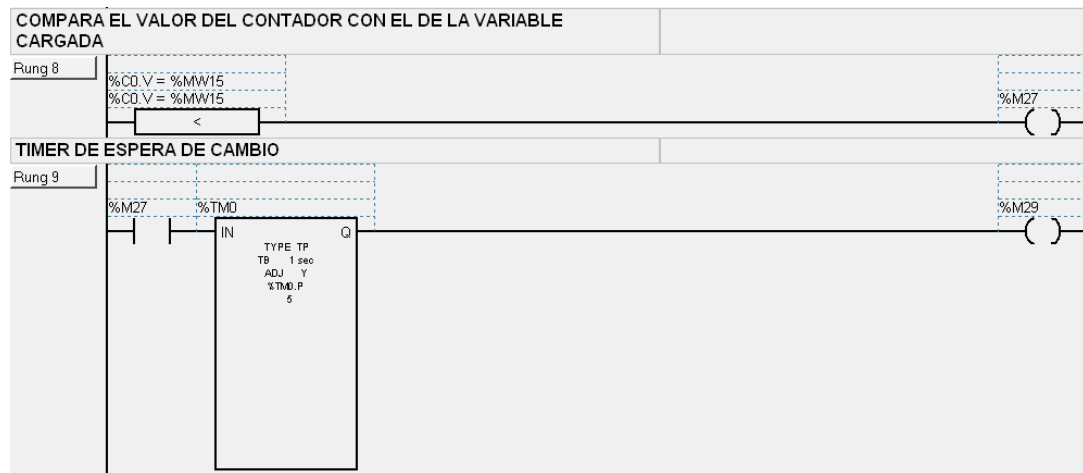 COMPARA EL VALOR DEL CONTADOR CON EL DE LA VARIABLE
CARGADA
Rung 8
%C0.V = %MW15
%C0.V = %MW15
%M27
<
TIMER DE ESPERA DE CAMBIO
Rung 9
%M27 %TM0 %M29
IN Q
TYPE TP
TB 1 sec
ADJ Y
%TM0.P
5